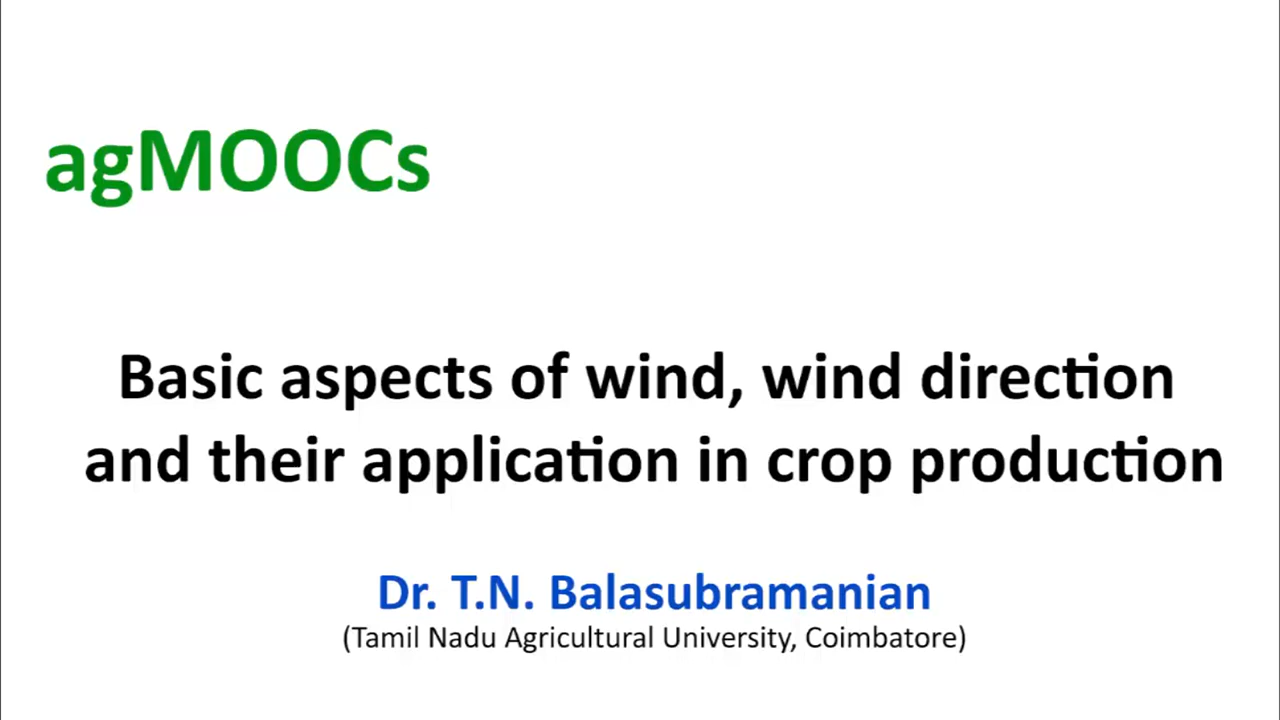 agMOOCs
Basic aspects of wind, wind direction
and their application in crop production
Dr. T.N. Balasubramanian
(Tamil Nadu Agricultural University, Coimbatore)